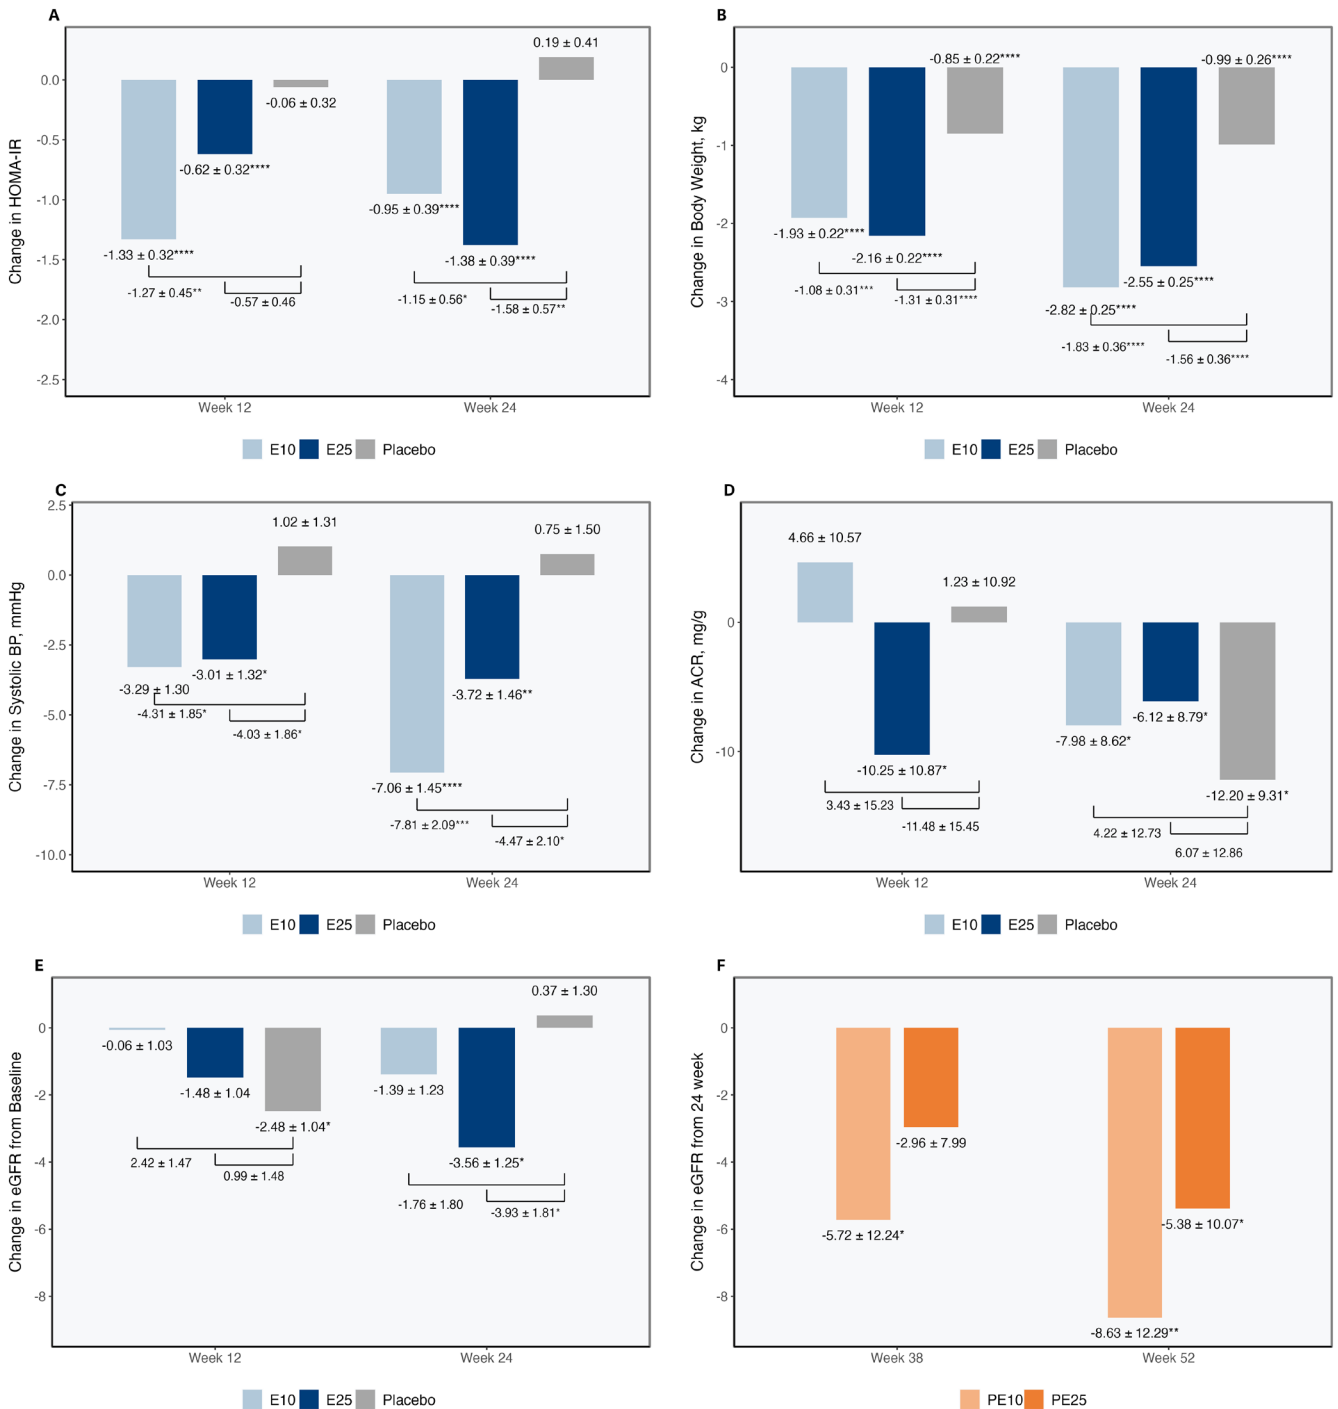 A
Change in HOMA-IR
0.0
-0.5
-1.0
-1.5
-2.0
-2.5
0.19 ± 0.41
-0.06 ± 0.32
-0.62 ± 0.32****
-0.95 ± 0.39****
-1.33 ± 0.32****
-1.38 ± 0.39****
-1.27 ± 0.45**
-0.57 ± 0.46
-1.15 ± 0.56*
-1.58 ± 0.57**
Week 12
Week 24
E10 E25 Placebo
B
Change in Body Weight, kg
0
-1
-2
-3
-4
-0.85 ± 0.22****
-0.99 ± 0.26****
-1.93 ± 0.22****
-2.16 ± 0.22****
-2.55 ± 0.25****
-2.82 ± 0.25****
-1.08 ± 0.31***
-1.31 ± 0.31****
-1.83 ± 0.36****
-1.56 ± 0.36****
Week 12
Week 24
E10 E25 Placebo
C
Change in Systolic BP, mmHg
2.5
0.0
-2.5
-5.0
-7.5
-10.0
1.02 ± 1.31
0.75 ± 1.50
-3.01 ± 1.32*
-3.29 ± 1.30
-3.72 ± 1.46**
-4.31 ± 1.85*
-4.03 ± 1.86*
-7.06 ± 1.45****
-7.81 ± 2.09***
-4.47 ± 2.10*
Week 12
Week 24
E10 E25 Placebo
D
Change in ACR, mg/g
0
-10
4.66 ± 10.57
1.23 ± 10.92
-6.12 ± 8.79*
-7.98 ± 8.62*
-10.25 ± 10.87*
-12.20 ± 9.31*
3.43 ± 15.23
-11.48 ± 15.45
4.22 ± 12.73
6.07 ± 12.86
Week 12
Week 24
E10 E25 Placebo
E
Change in eGFR from Baseline
0
-2
-4
-6
-8
0.37 ± 1.30
-0.06 ± 1.03
-1.48 ± 1.04
-1.39 ± 1.23
-2.48 ± 1.04*
-3.56 ± 1.25*
2.42 ± 1.47
0.99 ± 1.48
-1.76 ± 1.80
-3.93 ± 1.81*
Week 12
Week 24
E10 E25 Placebo
F
Change in eGFR from 24 week
0
-2
-4
-6
-8
-2.96 ± 7.99
-5.72 ± 12.24*
-5.38 ± 10.07*
-8.63 ± 12.29**
Week 38
Week 52
PE10 PE25